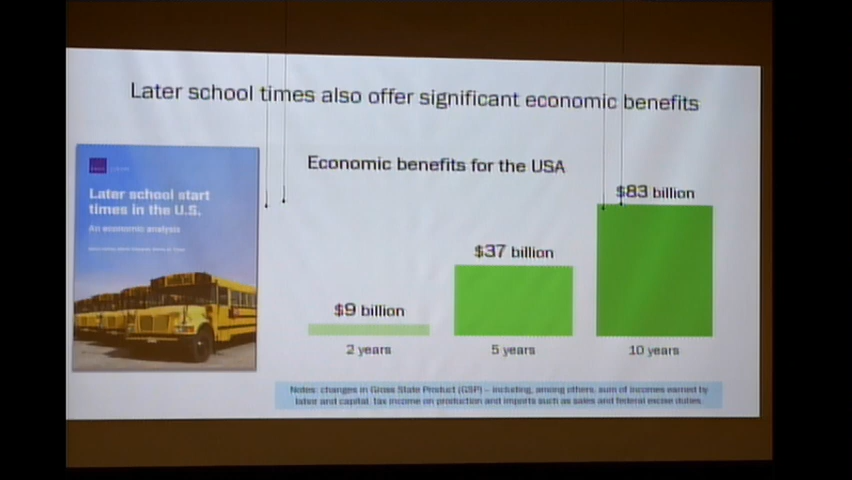 Later school times also offer significant economic benefits
Later school start
times in the U.S.
An economic analysis
Economic benefits for the USA
$9 billion
$37 billion
$83 billion
2 years
5 years
10 years
Notes: changes in Gross State Product (GSP) – including, among others, sum of incomes earned by
labor and capital, tax income on production and imports such as sales and federal excise duties.